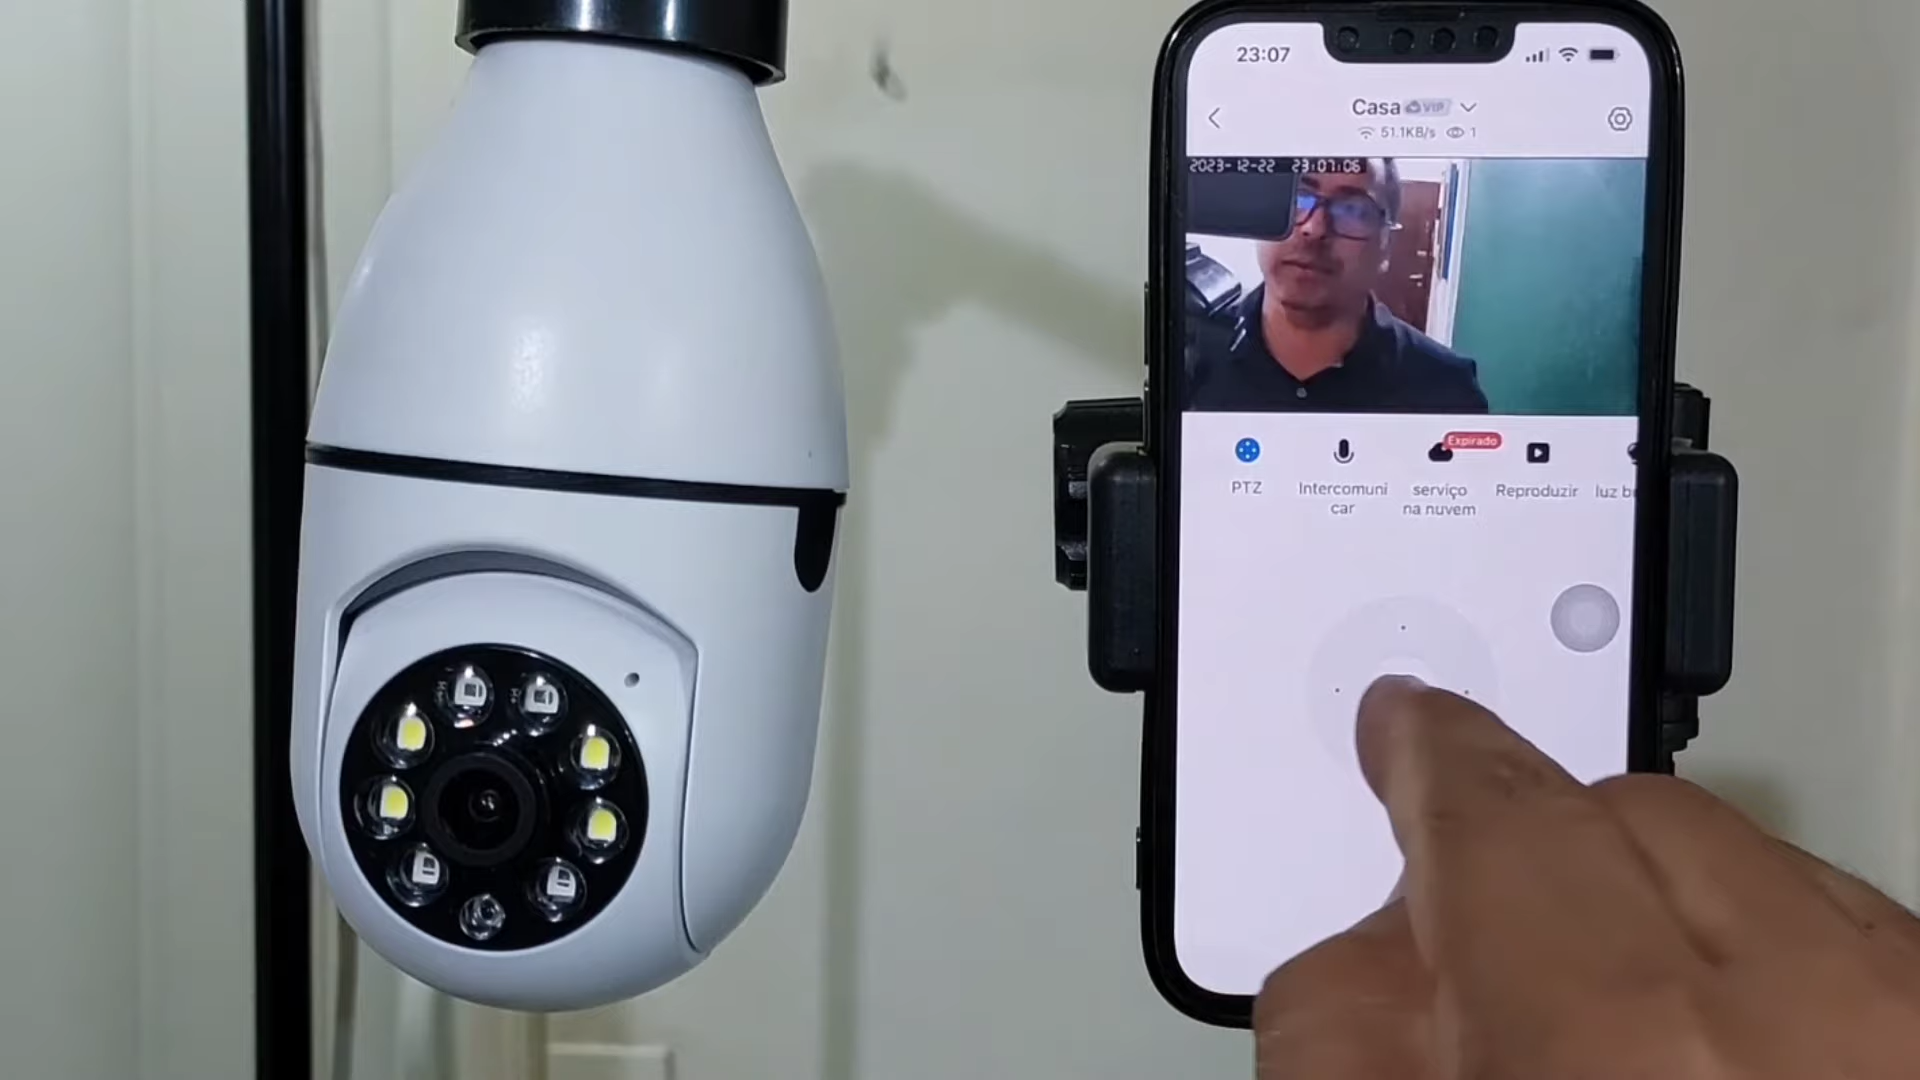 23:07
Casa VIP
51.1KB/s 1
2023-12-22 23:07:06
Expirado
PTZ
Intercomuni
car
serviço
na nuvem
Reproduzir
luz b